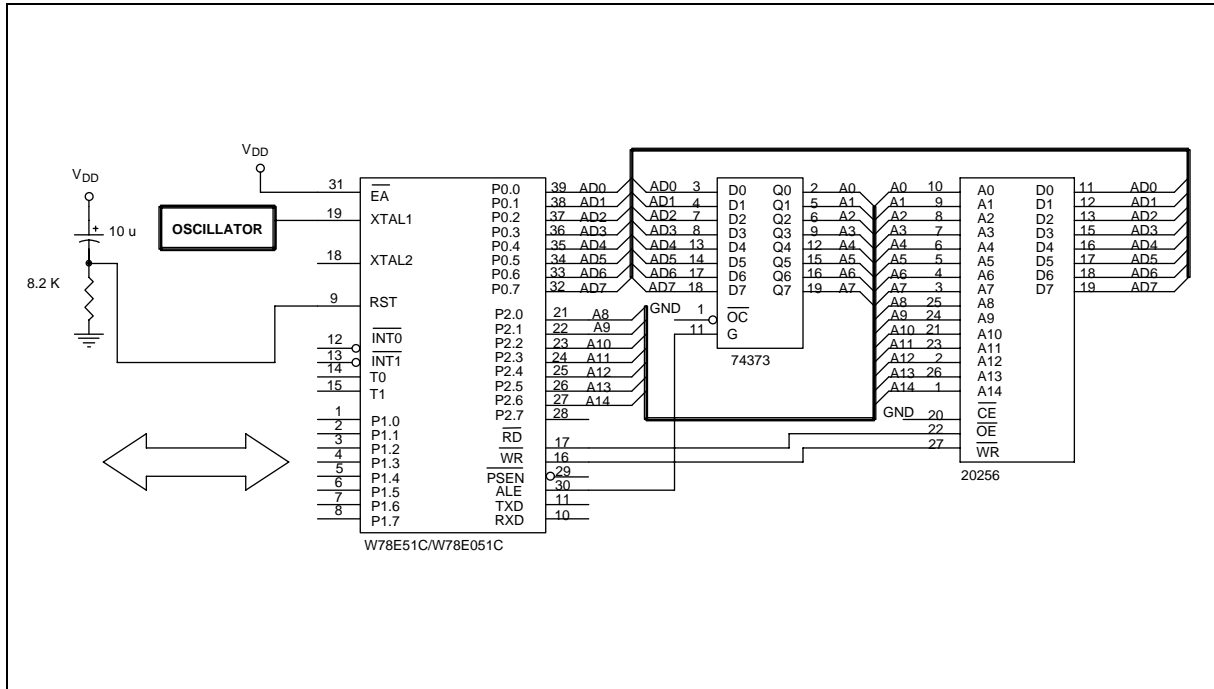 VDD
10 u
8.2 K
VDD
OSCILLATOR
31 EA
19 XTAL1
18 XTAL2
9 RST
12 INT0
13 INT1
14 T0
15 T1
1 P1.0
2 P1.1
3 P1.2
4 P1.3
5 P1.4
6 P1.5
7 P1.6
8 P1.7
P0.0 39 AD0
P0.1 38 AD1
P0.2 37 AD2
P0.3 36 AD3
P0.4 35 AD4
P0.5 34 AD5
P0.6 33 AD6
P0.7 32 AD7
P2.0 21 A8
P2.1 22 A9
P2.2 23 A10
P2.3 24 A11
P2.4 25 A12
P2.5 26 A13
P2.6 27 A14
P2.7 28
RD 17
WR 16
PSEN 29
ALE 30
TXD 11
RXD 10
W78E51C/W78E051C
AD0 3 D0 Q0 2 A0
AD1 4 D1 Q1 5 A1
AD2 7 D2 Q2 6 A2
AD3 8 D3 Q3 9 A3
AD4 13 D4 Q4 12 A4
AD5 14 D5 Q5 15 A5
AD6 17 D6 Q6 16 A6
AD7 18 D7 Q7 19 A7
GND 1 OC
11 G
74373
A0 10 A0 D0 11 AD0
A1 9 A1 D1 12 AD1
A2 8 A2 D2 13 AD2
A3 7 A3 D3 15 AD3
A4 6 A4 D4 16 AD4
A5 5 A5 D5 17 AD5
A6 4 A6 D6 18 AD6
A7 3 A7 D7 19 AD7
A8 25 A8
A9 24 A9
A10 21 A10
A11 23 A11
A12 2 A12
A13 26 A13
A14 1 A14
GND 20 CE
22 OE
27 WR
20256